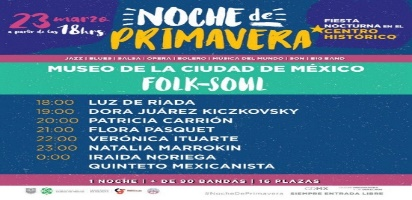 23 marzo
a partir de las 18hrs
NOCHE de
PRIMAVERA
FIESTA
NOCTURNA EN EL
CENTRO
HISTÓRICO
JAZZ | BLUES | SALSA | OPERA | BOLERO | MUSICA DEL MUNDO | SON | BIG BAND
MUSEO DE LA CIUDAD DE MÉXICO
FOLK-SOUL
18:00 LUZ DE RIADA
19:00 DORA JUÁREZ KICZKOVSKY
20:00 PATRICIA CARRIÓN
21:00 FLORA PASQUET
22:00 VERÓNICA ITUARTE
23:00 NATALIA MARROKIN
0:00 IRAIDA NORIEGA
QUINTETO MEXICANISTA
1 NOCHE | + DE 90 BANDAS | 16 PLAZAS
CDMX
#NocheDePrimavera SIEMPRE ENTRADA LIBRE